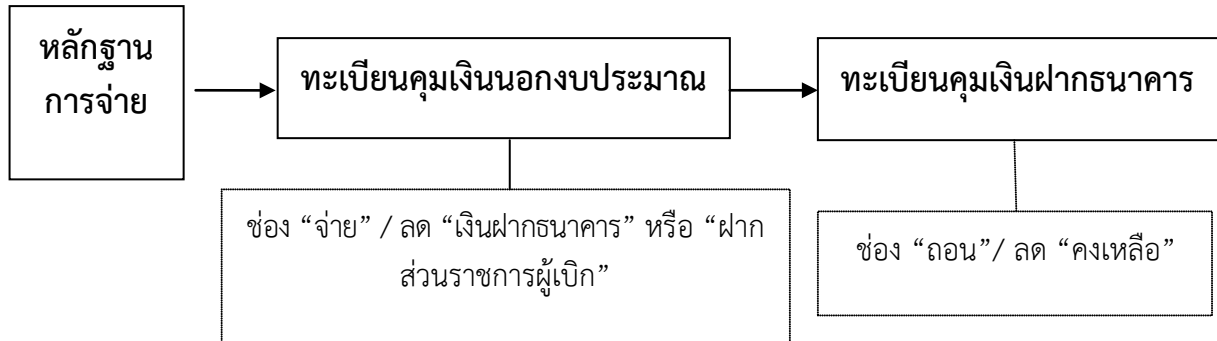 หลักฐาน
การจ่าย
ทะเบียนคุมเงินนอกงบประมาณ
ทะเบียนคุมเงินฝากธนาคาร
ช่อง “จ่าย” / ลด “เงินฝากธนาคาร” หรือ “ฝาก
ส่วนราชการผู้เบิก”
ช่อง “ถอน”/ ลด “คงเหลือ”